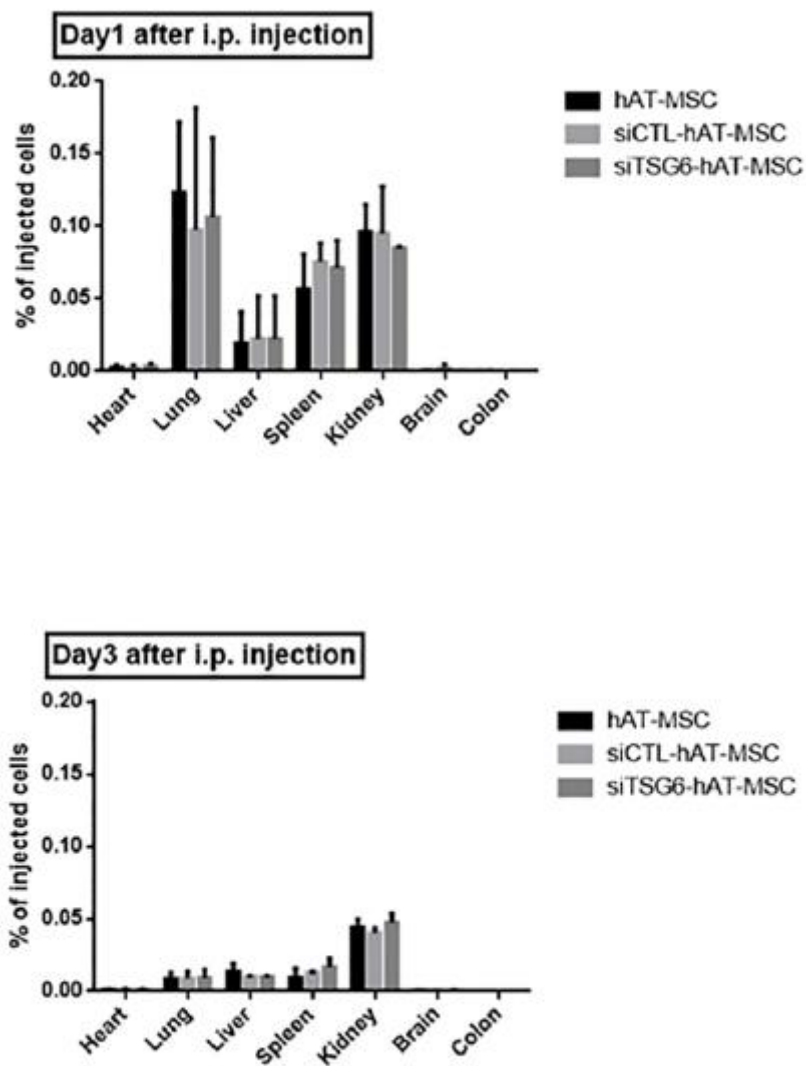 Day1 after i.p. injection
% of injected cells
0.20
0.15
0.10
0.05
0.00
Heart
Lung
Liver
Spleen
Kidney
Brain
Colon
hAT-MSC
siCTL-hAT-MSC
siTSG6-hAT-MSC
Day3 after i.p. injection
% of injected cells
0.20
0.15
0.10
0.05
0.00
Heart
Lung
Liver
Spleen
Kidney
Brain
Colon
hAT-MSC
siCTL-hAT-MSC
siTSG6-hAT-MSC